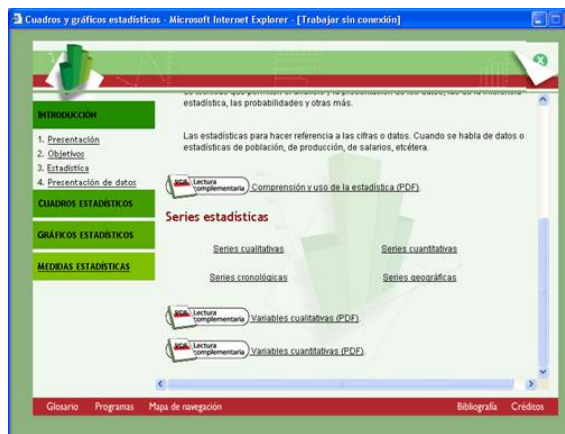 Cuadros y gráficos estadísticos - Microsoft Internet Explorer - [Trabajar sin conexión]
INTRODUCCIÓN
1. Presentación
2. Objetivos
3. Estadística
4. Presentación de datos
CUADROS ESTADÍSTICOS
GRÁFICOS ESTADÍSTICOS
MEDIDAS ESTADÍSTICAS
estadística, las probabilidades y otras más.
Las estadísticas para hacer referencia a las cifras o datos. Cuando se habla de datos o
estadísticas de población, de producción, de salarios, etcétera.
Lectura
complementaria Comprensión y uso de la estadística (PDF).
Series estadísticas
Series cualitativas Series cuantitativas
Series cronológicas Series geográficas
Lectura
complementaria Variables cualitativas (PDF).
Lectura
complementaria Variables cuantitativas (PDF).
Glosario Programas Mapa de navegación Bibliografía Créditos